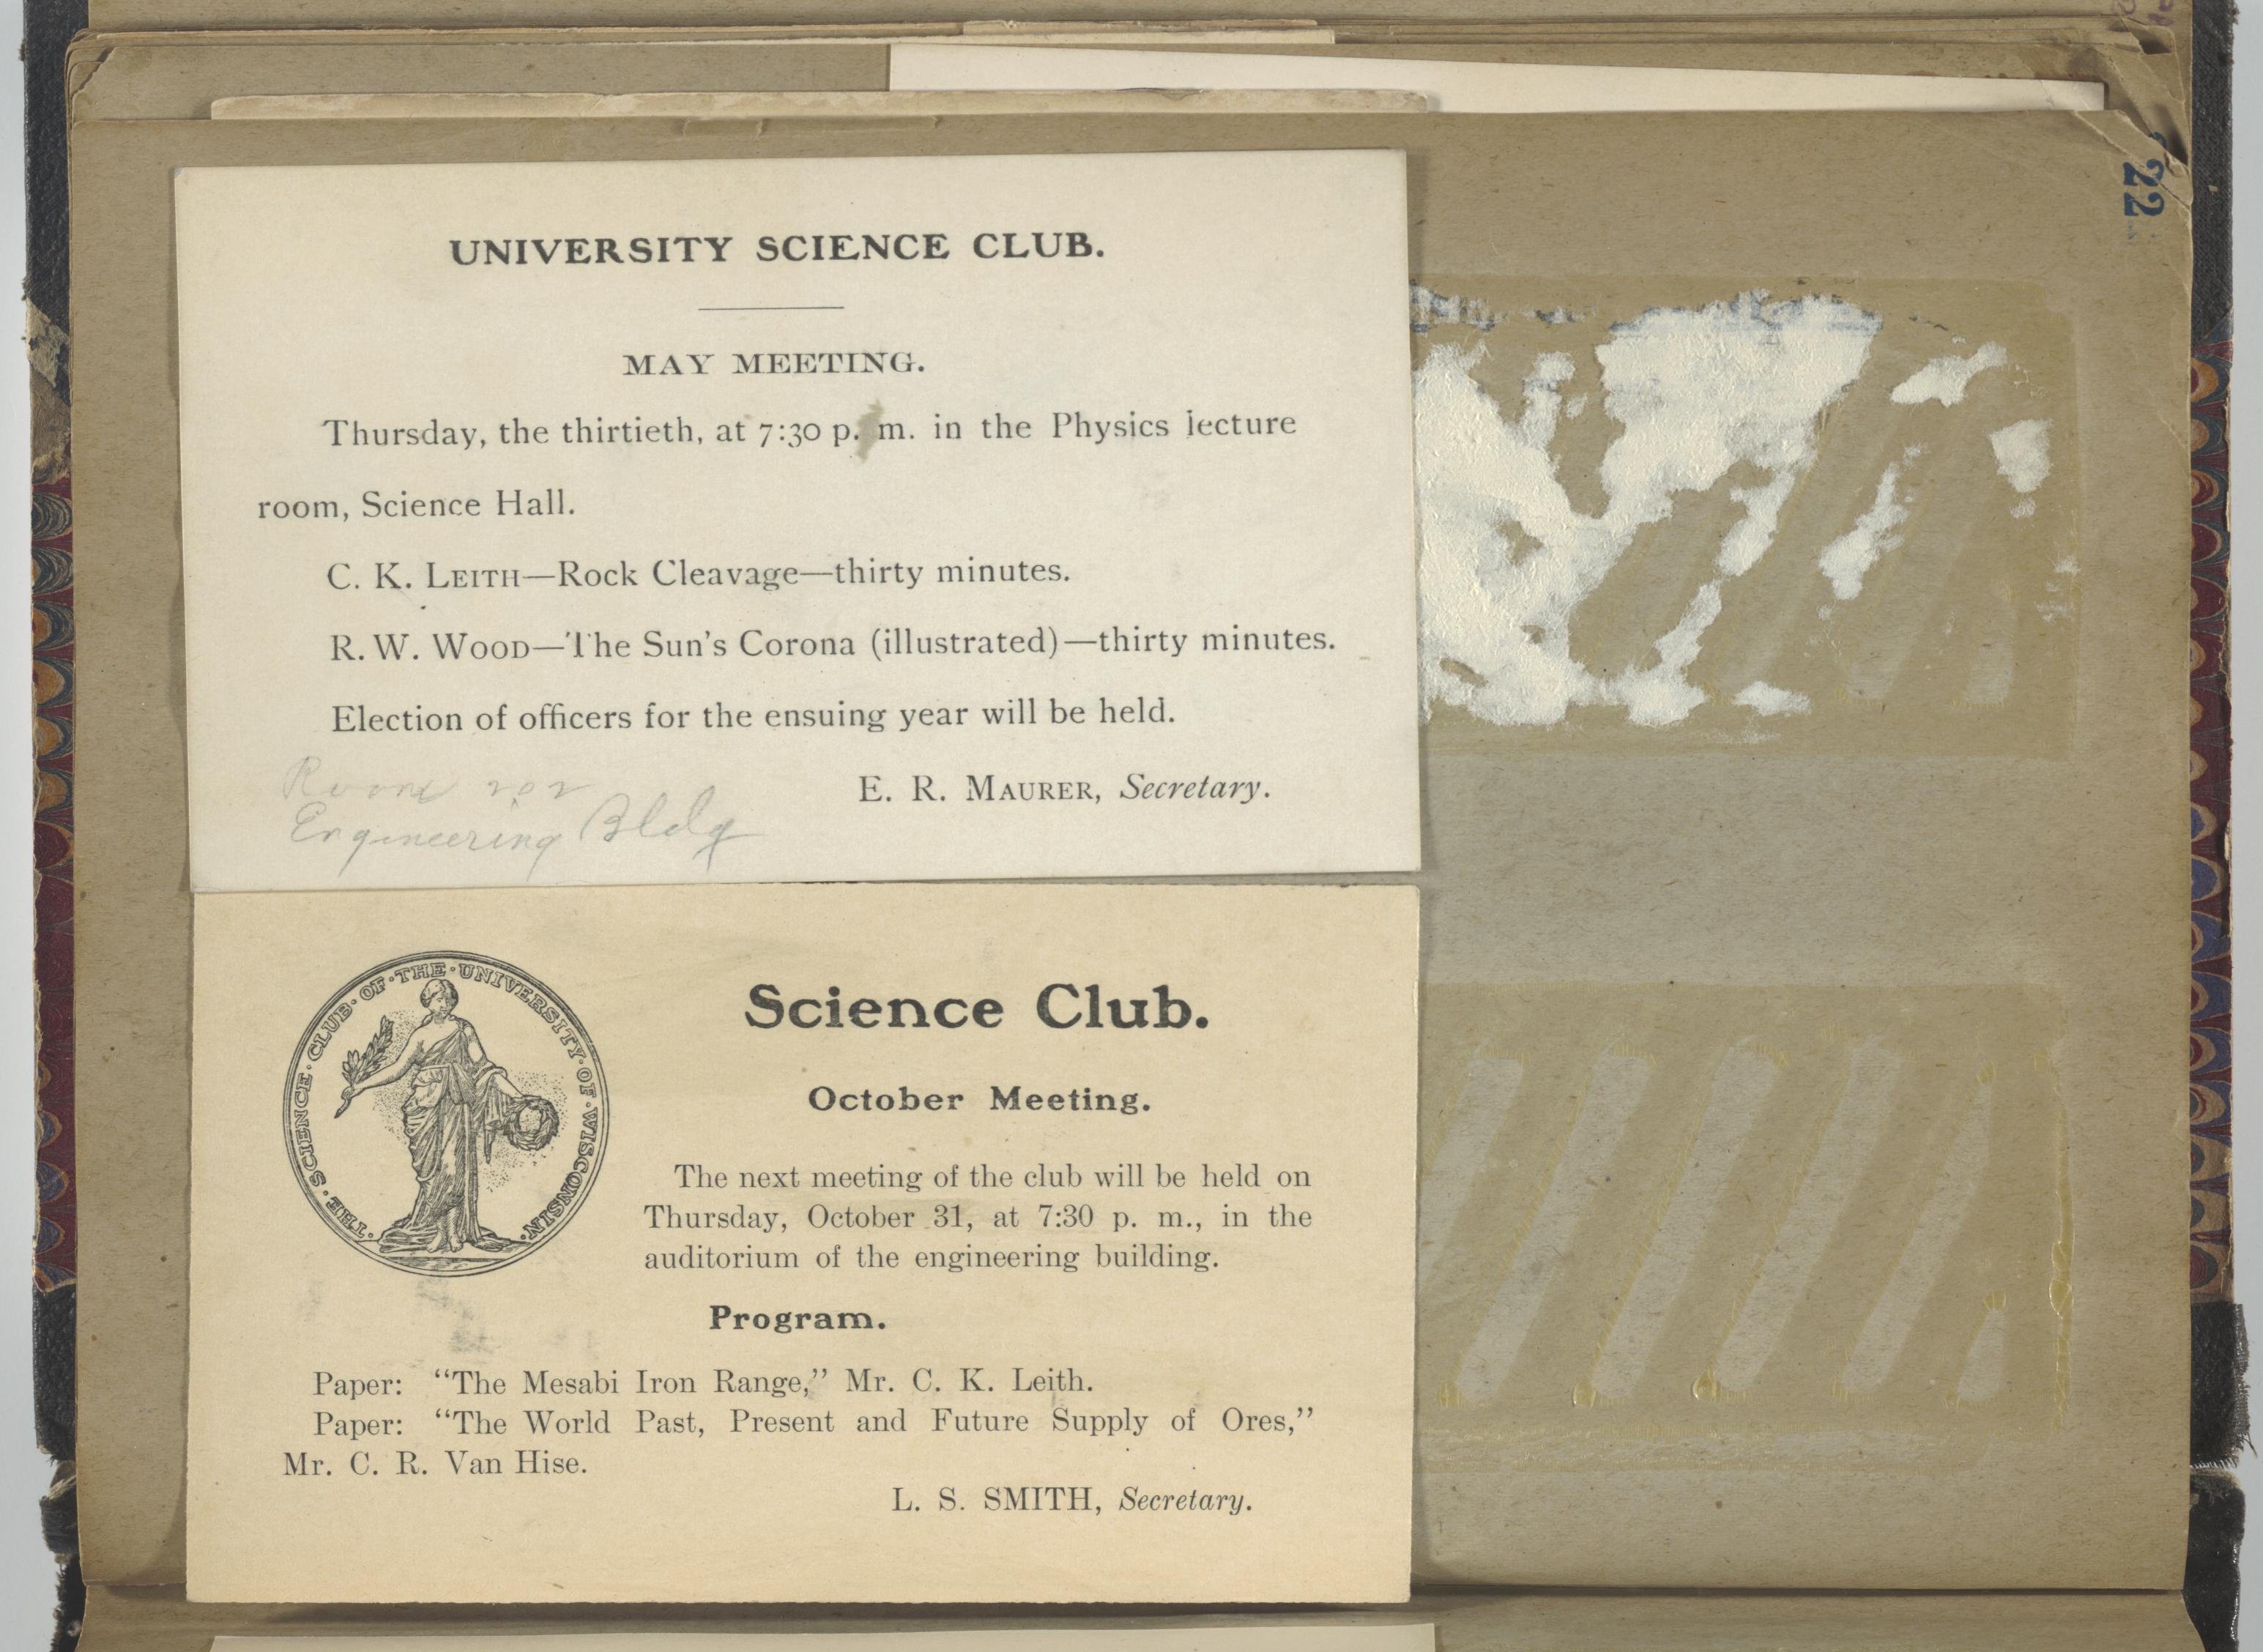 22
UNIVERSITY SCIENCE CLUB.
MAY MEETING.
Thursday, the thirtieth, at 7:30 p. m. in the Physics lecture
room, Science Hall.
C. K. LEITH—Rock Cleavage—thirty minutes.
R. W. WOOD—The Sun's Corona (illustrated)—thirty minutes.
Election of officers for the ensuing year will be held.
E. R. MAURER, Secretary.
Room 202
Engineering Bldg
·THE·SCIENCE·CLUB·OF·THE·UNIVERSITY·OF·WISCONSIN·
Science Club.
October Meeting.
The next meeting of the club will be held on
Thursday, October 31, at 7:30 p. m., in the
auditorium of the engineering building.
Program.
Paper: “The Mesabi Iron Range,” Mr. C. K. Leith.
Paper: “The World Past, Present and Future Supply of Ores,”
Mr. C. R. Van Hise.
L. S. SMITH, Secretary.